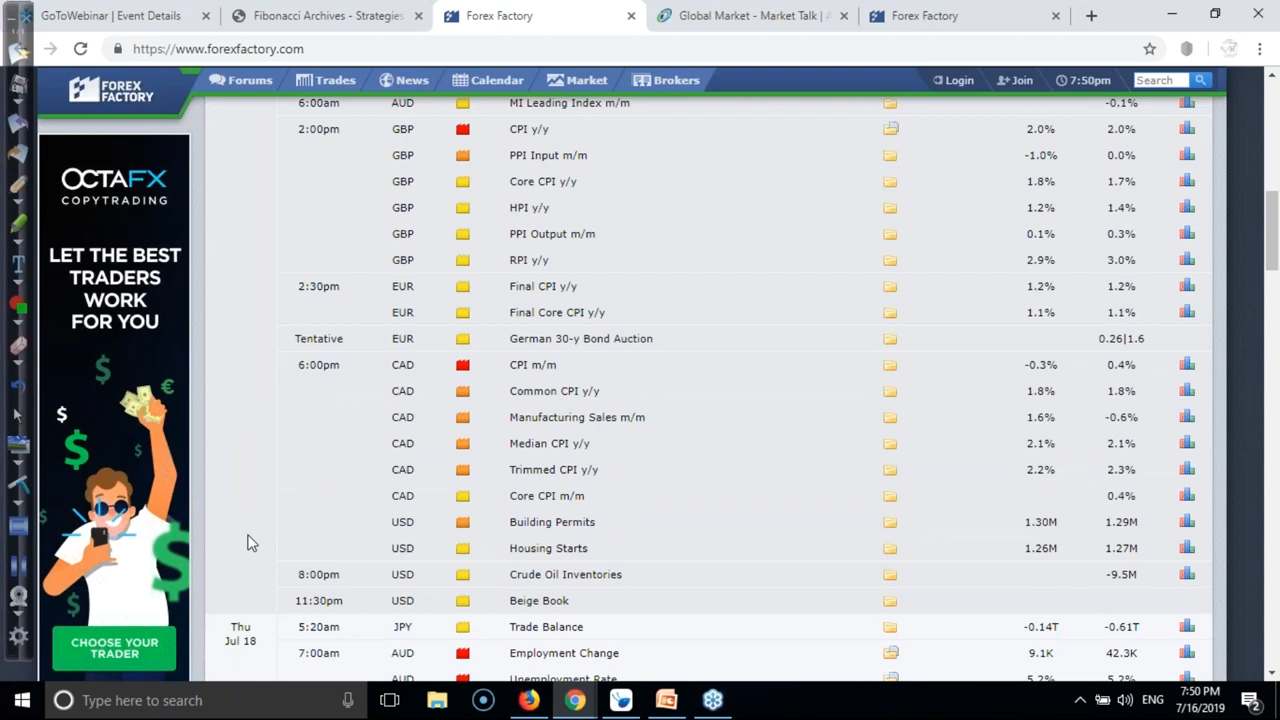 GoToWebinar | Event Details
Fibonacci Archives - Strategies
Forex Factory
Global Market - Market Talk |
Forex Factory
https://www.forexfactory.com
FOREX FACTORY
Forums Trades News Calendar Market Brokers Login Join 7:50pm Search
6:00am AUD MI Leading Index m/m -0.1%
2:00pm GBP CPI y/y 2.0% 2.0%
GBP PPI Input m/m -1.0% 0.0%
GBP Core CPI y/y 1.8% 1.7%
GBP HPI y/y 1.2% 1.4%
GBP PPI Output m/m 0.1% 0.3%
GBP RPI y/y 2.9% 3.0%
2:30pm EUR Final CPI y/y 1.2% 1.2%
EUR Final Core CPI y/y 1.1% 1.1%
Tentative EUR German 30-y Bond Auction 0.26|1.6
6:00pm CAD CPI m/m -0.3% 0.4%
CAD Common CPI y/y 1.8% 1.8%
CAD Manufacturing Sales m/m 1.6% -0.6%
CAD Median CPI y/y 2.1% 2.1%
CAD Trimmed CPI y/y 2.2% 2.3%
CAD Core CPI m/m 0.4%
USD Building Permits 1.30M 1.29M
USD Housing Starts 1.26M 1.27M
8:00pm USD Crude Oil Inventories -9.5M
11:30pm USD Beige Book
Thu Jul 18 5:20am JPY Trade Balance -0.14T -0.61T
7:00am AUD Employment Change 9.1K 42.3K
AUD Unemployment Rate 5.2% 5.2%
OCTAFX
COPYTRADING
LET THE BEST
TRADERS
WORK
FOR YOU
CHOOSE YOUR
TRADER
Type here to search
ENG
7:50 PM
7/16/2019
2